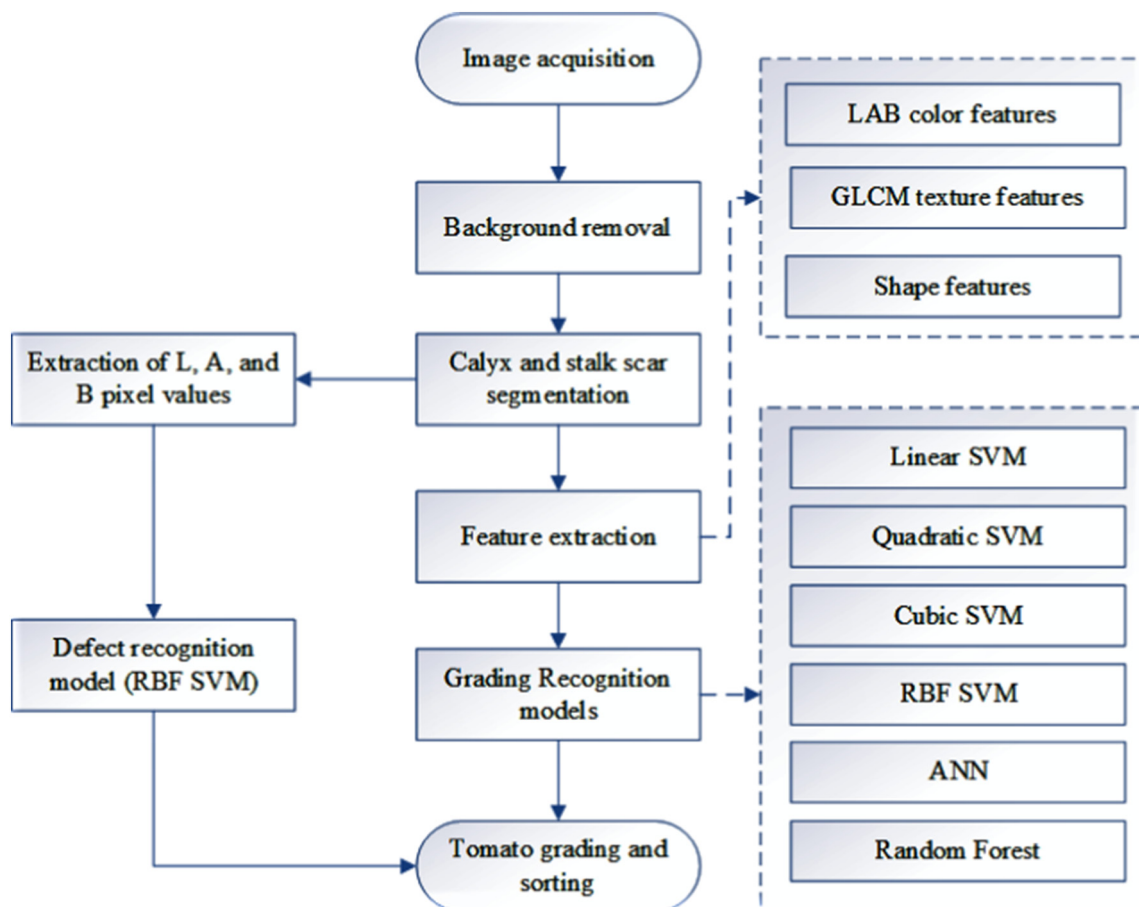 Image acquisition
Background removal
Calyx and stalk scar
segmentation
Extraction of L, A, and
B pixel values
Defect recognition
model (RBF SVM)
Feature extraction
Grading Recognition
models
Tomato grading and
sorting
LAB color features
GLCM texture features
Shape features
Linear SVM
Quadratic SVM
Cubic SVM
RBF SVM
ANN
Random Forest